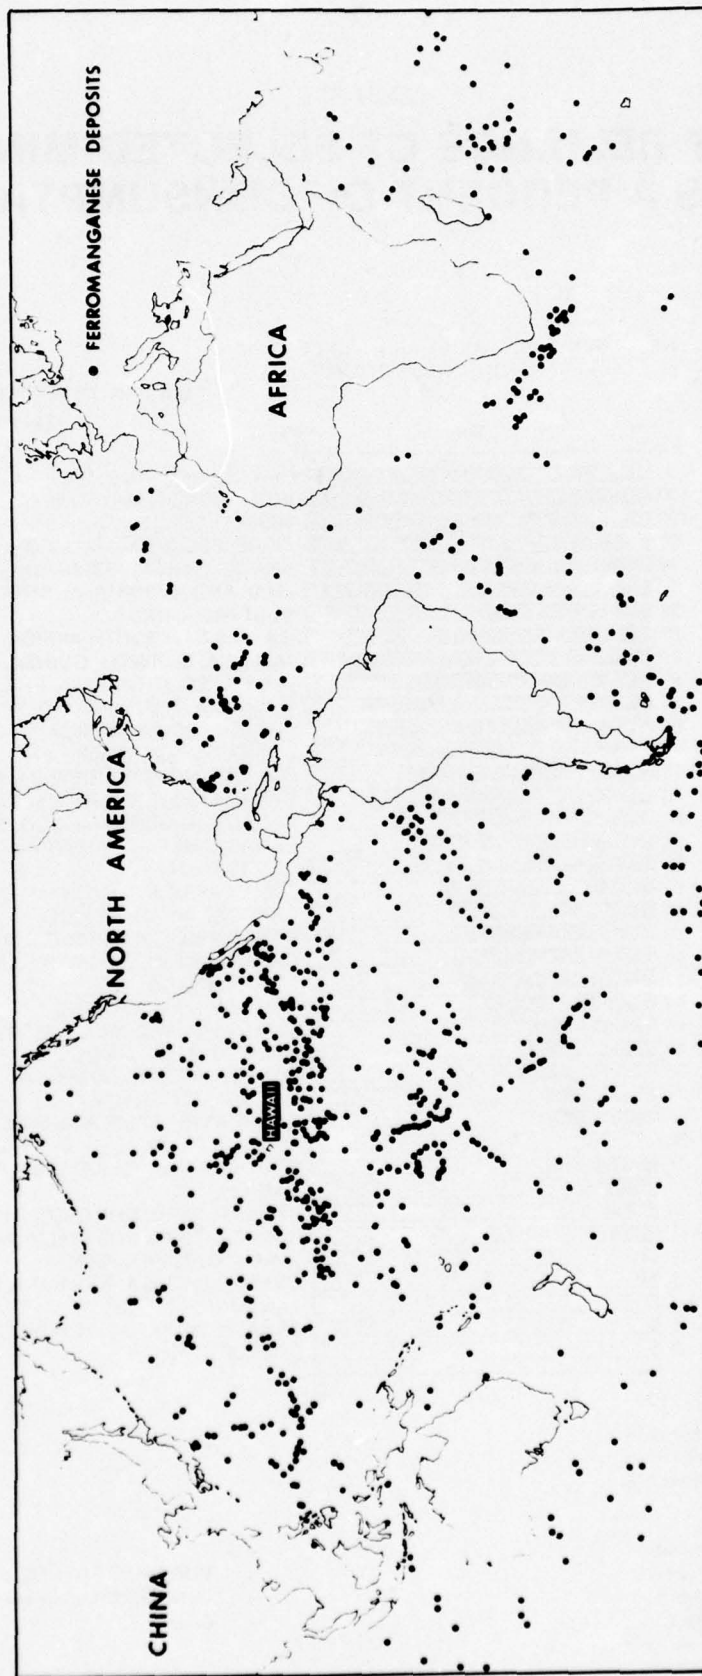 ● FERROMANGANESE DEPOSITS
CHINA
HAWAII
NORTH AMERICA
AFRICA